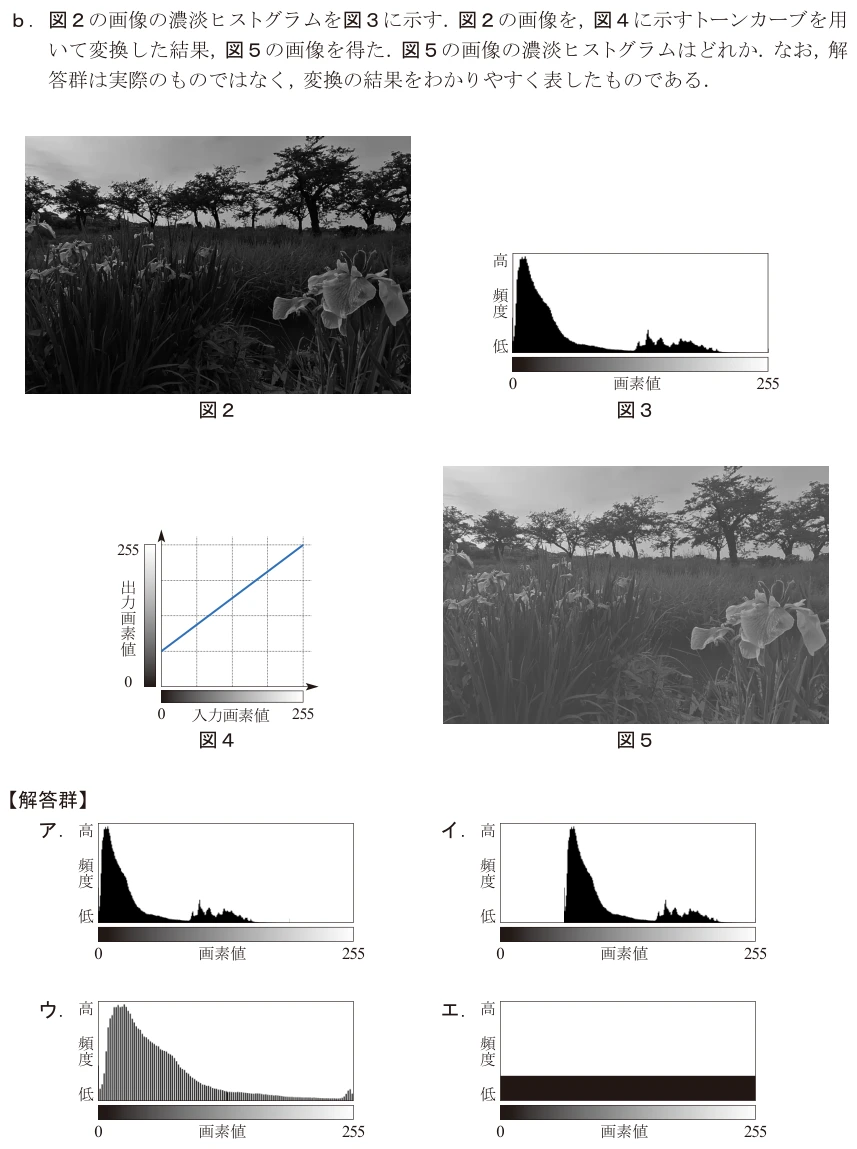 b． 図2の画像の濃淡ヒストグラムを図3に示す．図2の画像を，図4に示すトーンカーブを用
いて変換した結果，図5の画像を得た．図5の画像の濃淡ヒストグラムはどれか．なお，解
答群は実際のものではなく，変換の結果をわかりやすく表したものである．
図2
高
頻度
低
0 画素値 255
図3
255
出力画素値
0
0 入力画素値 255
図4
図5
【解答群】
ア． 高
頻度
低
0 画素値 255
イ． 高
頻度
低
0 画素値 255
ウ． 高
頻度
低
0 画素値 255
エ． 高
頻度
低
0 画素値 255